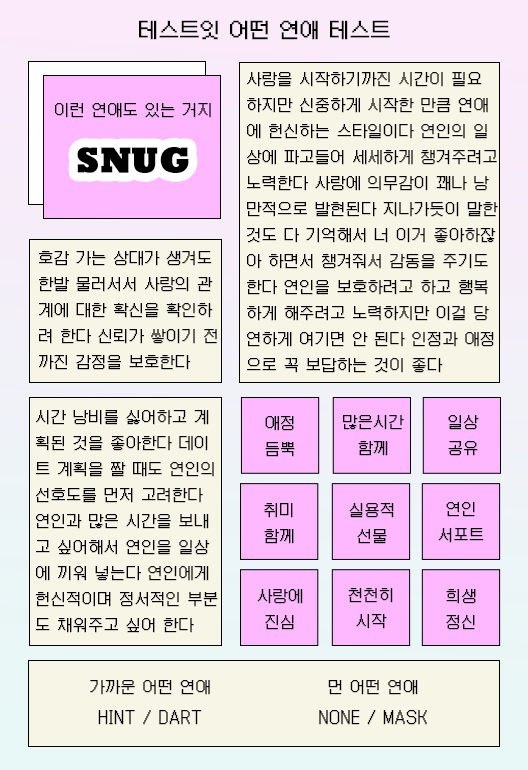 테스트잇 어떤 연애 테스트
이런 연애도 있는 거지
SNUG
호감 가는 상대가 생겨도
한발 물러서서 사랑의 관
계에 대한 확신을 확인하
려 한다 신뢰가 쌓이기 전
까진 감정을 보호한다
사랑을 시작하기까진 시간이 필요
하지만 신중하게 시작한 만큼 연애
에 헌신하는 스타일이다 연인의 일
상에 파고들어 세세하게 챙겨주려고
노력한다 사랑에 의무감이 꽤나 낭
만적으로 발현된다 지나가듯이 말한
것도 다 기억해서 너 이거 좋아하잖
아 하면서 챙겨줘서 감동을 주기도
한다 연인을 보호하려고 하고 행복
하게 해주려고 노력하지만 이걸 당
연하게 여기면 안 된다 인정과 애정
으로 꼭 보답하는 것이 좋다
시간 낭비를 싫어하고 계
획된 것을 좋아한다 데이
트 계획을 짤 때도 연인의
선호도를 먼저 고려한다
연인과 많은 시간을 보내
고 싶어해서 연인을 일상
에 끼워 넣는다 연인에게
헌신적이며 정서적인 부분
도 채워주고 싶어 한다
애정
듬뿍
많은시간
함께
일상
공유
취미
함께
실용적
선물
연인
서포트
사랑에
진심
천천히
시작
희생
정신
가까운 어떤 연애
HINT / DART
먼 어떤 연애
NONE / MASK